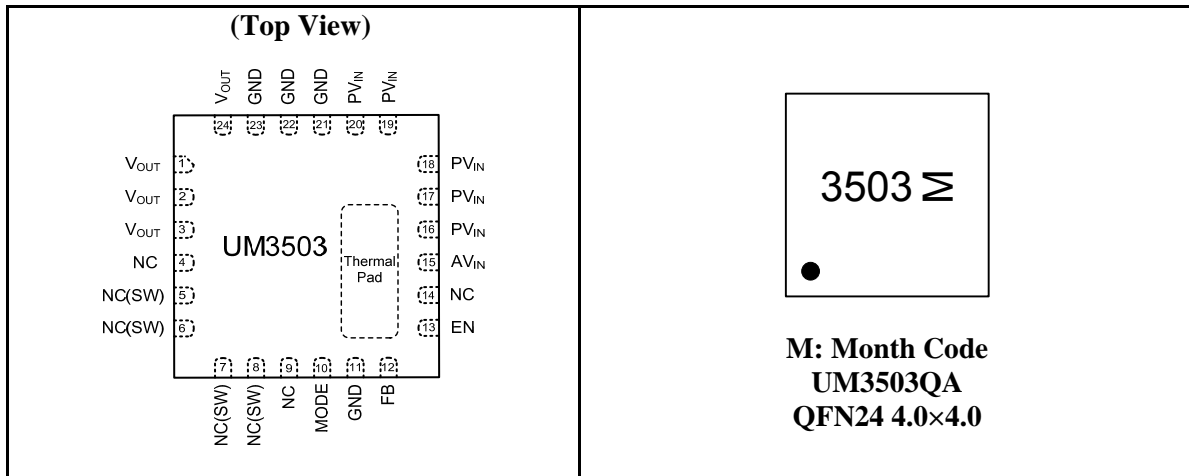 (Top View)
VOUT GND GND GND PVIN PVIN
24 23 22 21 20 19
VOUT 1
VOUT 2
VOUT 3
NC 4
NC(SW) 5
NC(SW) 6
UM3503
Thermal
Pad
18 PVIN
17 PVIN
16 PVIN
15 AVIN
14 NC
13 EN
7 8 9 10 11 12
NC(SW) NC(SW) NC MODE GND FB
3503 M
M: Month Code
UM3503QA
QFN24 4.0×4.0